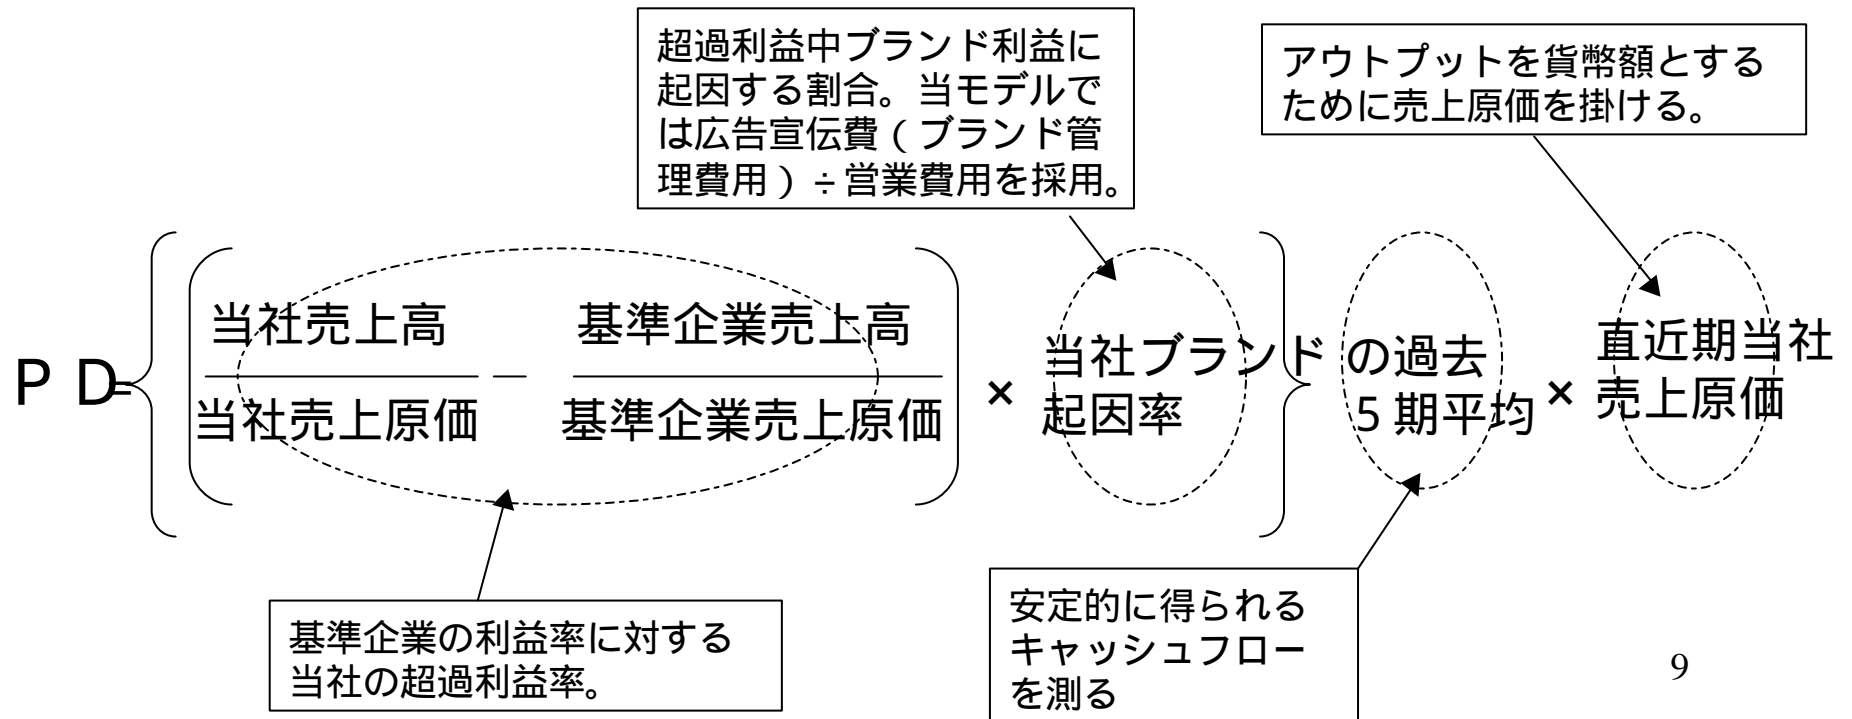 超過利益中ブランド利益に
起因する割合。当モデルで
は広告宣伝費（ブランド管
理費用）÷営業費用を採用。
アウトプットを貨幣額とする
ために売上原価を掛ける。
ＰＤ=
当社売上高
当社売上原価
―
基準企業売上高
基準企業売上原価
×
当社ブランド
起因率
の過去
５期平均
×
直近期当社
売上原価
基準企業の利益率に対する
当社の超過利益率。
安定的に得られる
キャッシュフロー
を測る
9